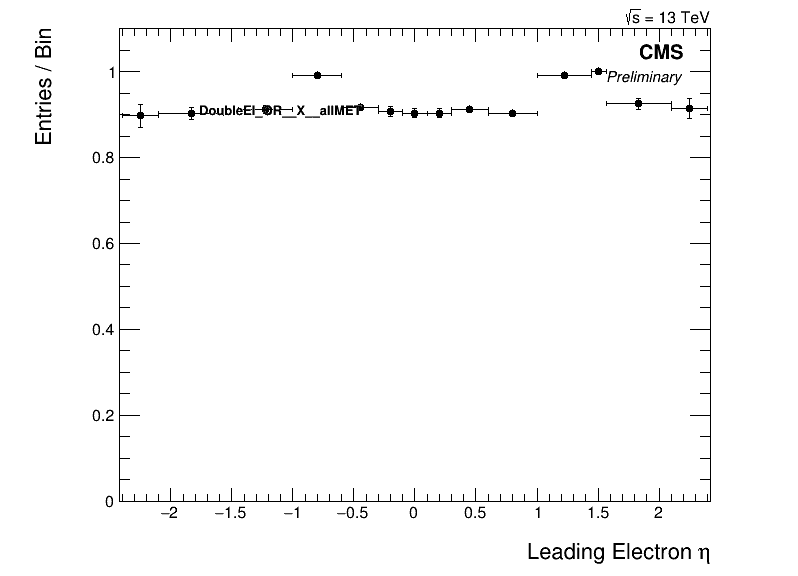 √s = 13 TeV
CMS
Preliminary
DoubleEl_OR__X__allMET
Entries / Bin
1
0.8
0.6
0.4
0.2
0
−2 −1.5 −1 −0.5 0 0.5 1 1.5 2
Leading Electron η